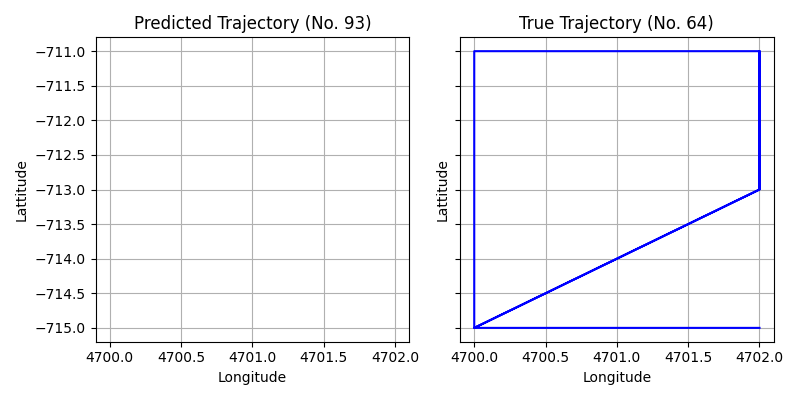 Predicted Trajectory (No. 93)
True Trajectory (No. 64)
−711.0
−711.5
−712.0
−712.5
−713.0
−713.5
−714.0
−714.5
−715.0
Lattitude
Lattitude
4700.0 4700.5 4701.0 4701.5 4702.0
4700.0 4700.5 4701.0 4701.5 4702.0
Longitude
Longitude